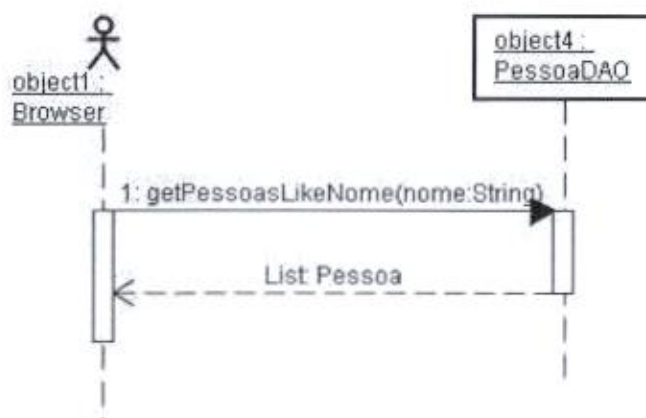 object1 :
Browser
object4 :
PessoaDAO
1: getPessoasLikeNome(nome:String)
List: Pessoa